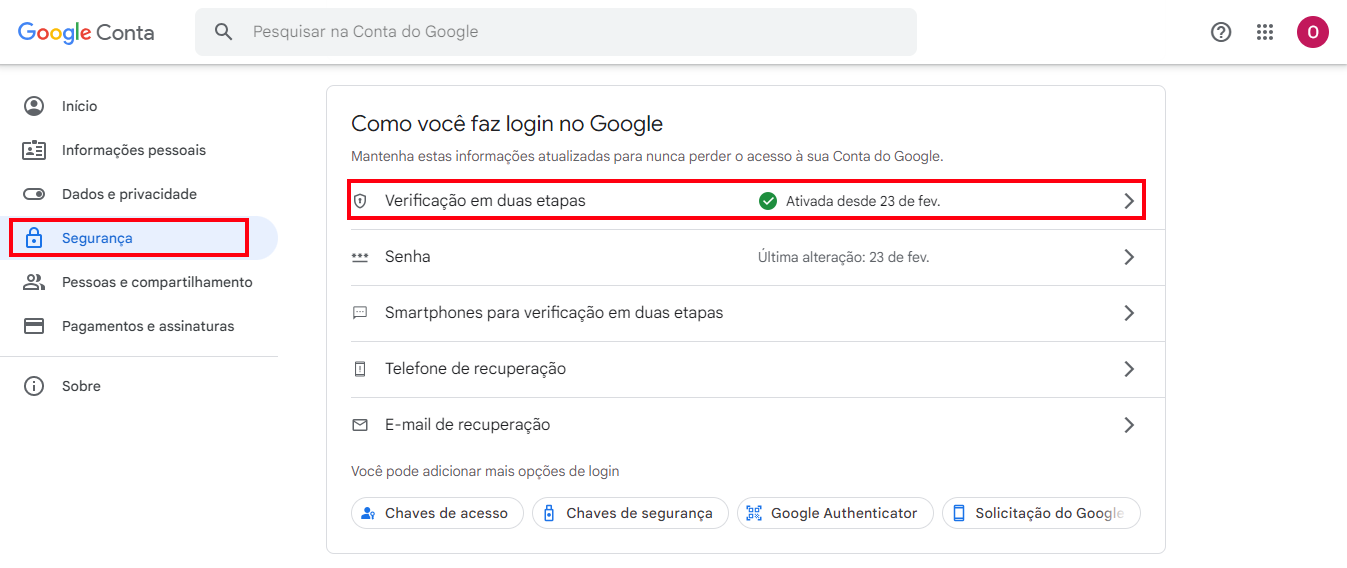 Google Conta
Pesquisar na Conta do Google
O
Início
Informações pessoais
Dados e privacidade
Segurança
Pessoas e compartilhamento
Pagamentos e assinaturas
Sobre
Como você faz login no Google
Mantenha estas informações atualizadas para nunca perder o acesso à sua Conta do Google.
Verificação em duas etapas Ativada desde 23 de fev.
Senha Última alteração: 23 de fev.
Smartphones para verificação em duas etapas
Telefone de recuperação
E-mail de recuperação
Você pode adicionar mais opções de login
Chaves de acesso Chaves de segurança Google Authenticator Solicitação do Google